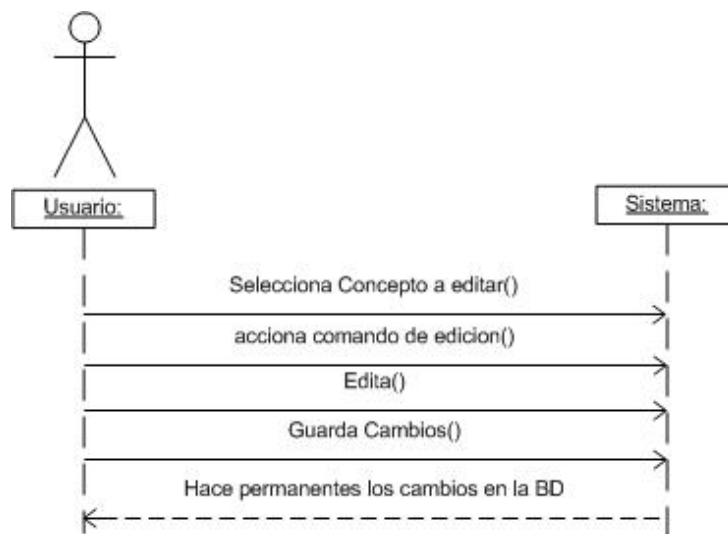 Usuario:
Sistema:
Selecciona Concepto a editar()
acciona comando de edicion()
Edita()
Guarda Cambios()
Hace permanentes los cambios en la BD